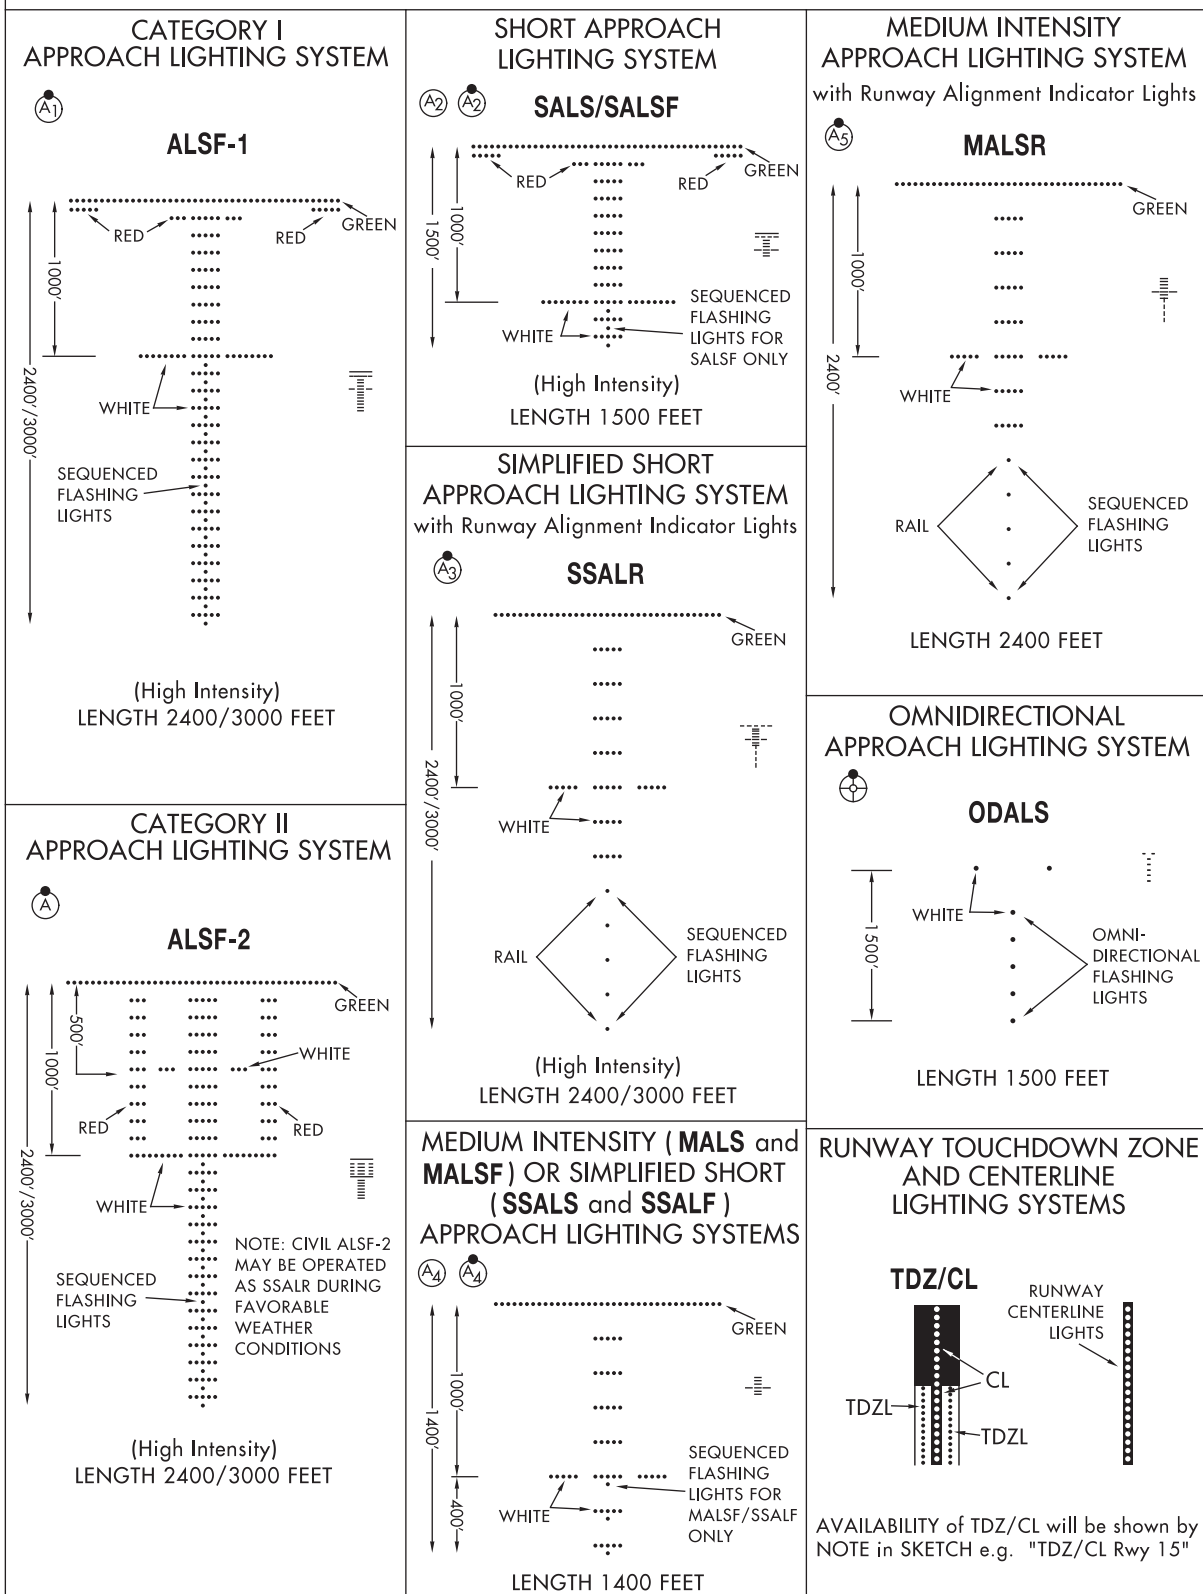 CATEGORY I
APPROACH LIGHTING SYSTEM
A1
ALSF-1
GREEN
RED
RED
1000'
2400'/3000'
WHITE
SEQUENCED
FLASHING
LIGHTS
(High Intensity)
LENGTH 2400/3000 FEET
CATEGORY II
APPROACH LIGHTING SYSTEM
A
ALSF-2
GREEN
500'
1000'
WHITE
RED
RED
2400'/3000'
WHITE
NOTE: CIVIL ALSF-2
MAY BE OPERATED
AS SSALR DURING
FAVORABLE
WEATHER
CONDITIONS
SEQUENCED
FLASHING
LIGHTS
(High Intensity)
LENGTH 2400/3000 FEET
SHORT APPROACH
LIGHTING SYSTEM
A2 A2
SALS/SALSF
GREEN
RED
RED
1000'
1500'
SEQUENCED
FLASHING
LIGHTS FOR
SALSF ONLY
WHITE
(High Intensity)
LENGTH 1500 FEET
SIMPLIFIED SHORT
APPROACH LIGHTING SYSTEM
with Runway Alignment Indicator Lights
A3
SSALR
GREEN
1000'
2400'/3000'
WHITE
RAIL
SEQUENCED
FLASHING
LIGHTS
(High Intensity)
LENGTH 2400/3000 FEET
MEDIUM INTENSITY (MALS and
MALSF) OR SIMPLIFIED SHORT
(SSALS and SSALF)
APPROACH LIGHTING SYSTEMS
A4 A4
GREEN
1000'
1400'
SEQUENCED
FLASHING
LIGHTS FOR
MALSF/SSALF
ONLY
WHITE
400'
LENGTH 1400 FEET
MEDIUM INTENSITY
APPROACH LIGHTING SYSTEM
with Runway Alignment Indicator Lights
A5
MALSR
GREEN
1000'
2400'
WHITE
RAIL
SEQUENCED
FLASHING
LIGHTS
LENGTH 2400 FEET
OMNIDIRECTIONAL
APPROACH LIGHTING SYSTEM
ODALS
WHITE
1500'
OMNI-
DIRECTIONAL
FLASHING
LIGHTS
LENGTH 1500 FEET
RUNWAY TOUCHDOWN ZONE
AND CENTERLINE
LIGHTING SYSTEMS
TDZ/CL
RUNWAY
CENTERLINE
LIGHTS
CL
TDZL
TDZL
AVAILABILITY of TDZ/CL will be shown by
NOTE in SKETCH e.g. "TDZ/CL Rwy 15"